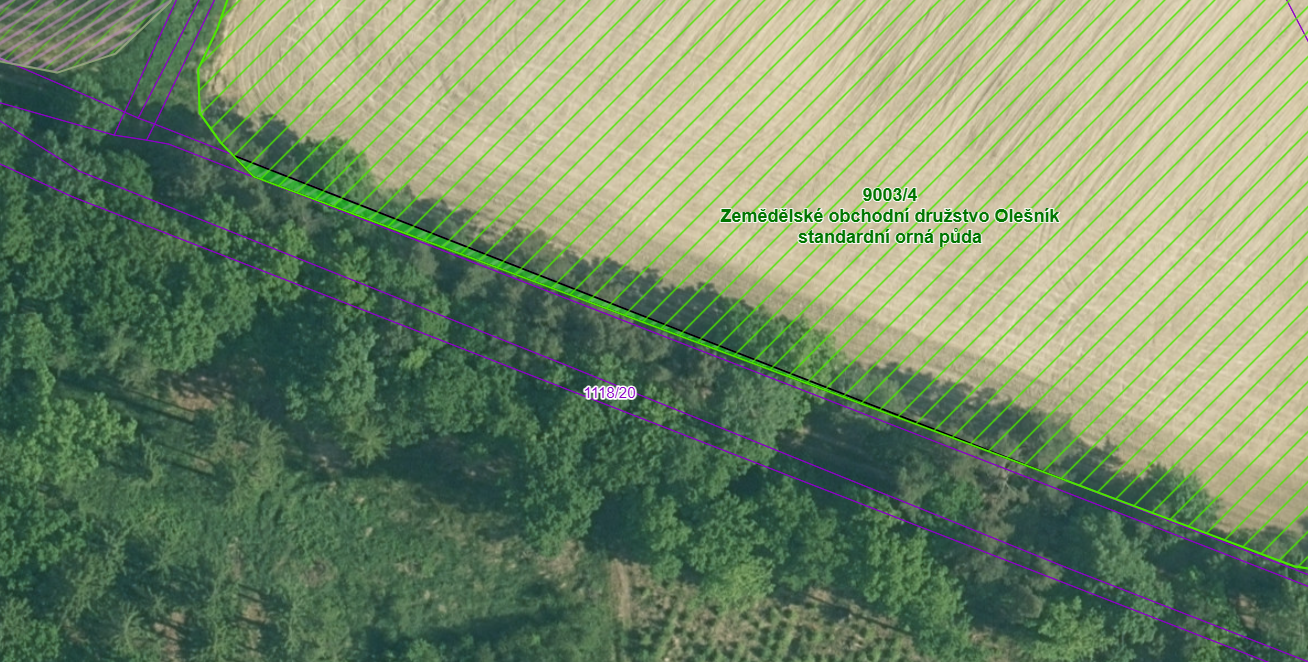 9003/4
Zemědělské obchodní družstvo Olešník
standardní orná půda
1118/20